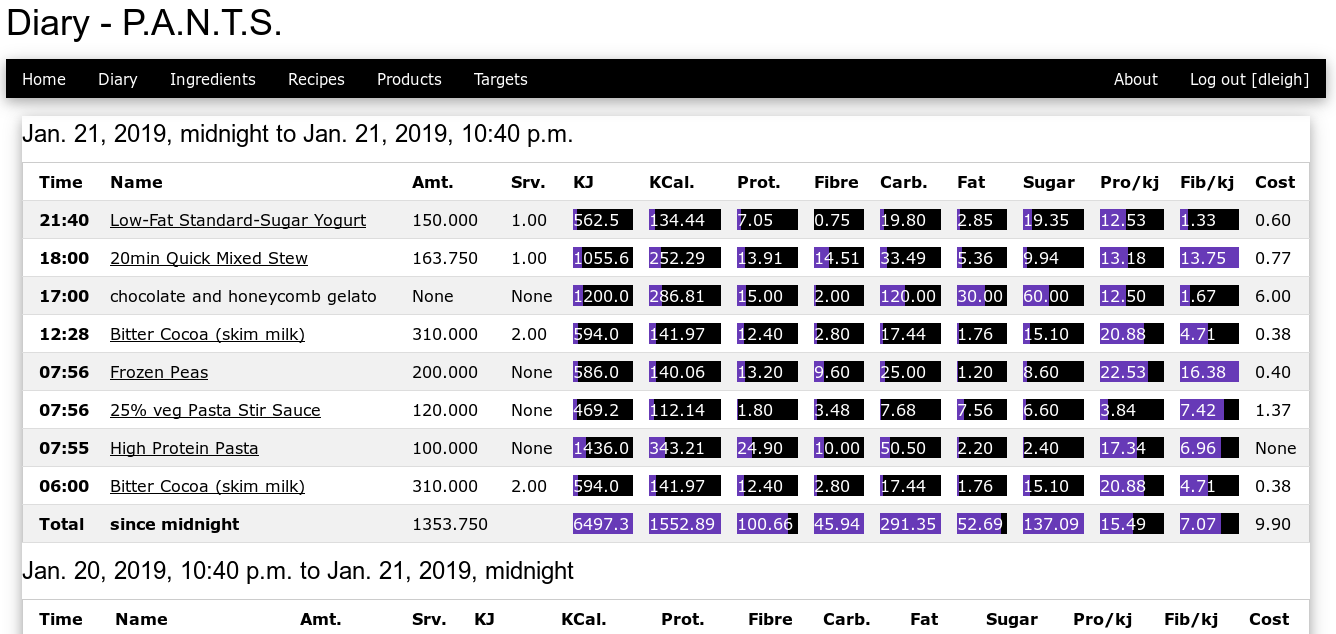 Diary - P.A.N.T.S.
Home Diary Ingredients Recipes Products Targets About Log out [dleigh]
Jan. 21, 2019, midnight to Jan. 21, 2019, 10:40 p.m.
Time Name Amt. Srv. KJ KCal. Prot. Fibre Carb. Fat Sugar Pro/kj Fib/kj Cost
21:40 Low-Fat Standard-Sugar Yogurt 150.000 1.00 562.5 134.44 7.05 0.75 19.80 2.85 19.35 12.53 1.33 0.60
18:00 20min Quick Mixed Stew 163.750 1.00 1055.6 252.29 13.91 14.51 33.49 5.36 9.94 13.18 13.75 0.77
17:00 chocolate and honeycomb gelato None None 1200.0 286.81 15.00 2.00 120.00 30.00 60.00 12.50 1.67 6.00
12:28 Bitter Cocoa (skim milk) 310.000 2.00 594.0 141.97 12.40 2.80 17.44 1.76 15.10 20.88 4.71 0.38
07:56 Frozen Peas 200.000 None 586.0 140.06 13.20 9.60 25.00 1.20 8.60 22.53 16.38 0.40
07:56 25% veg Pasta Stir Sauce 120.000 None 469.2 112.14 1.80 3.48 7.68 7.56 6.60 3.84 7.42 1.37
07:55 High Protein Pasta 100.000 None 1436.0 343.21 24.90 10.00 50.50 2.20 2.40 17.34 6.96 None
06:00 Bitter Cocoa (skim milk) 310.000 2.00 594.0 141.97 12.40 2.80 17.44 1.76 15.10 20.88 4.71 0.38
Total since midnight 1353.750 6497.3 1552.89 100.66 45.94 291.35 52.69 137.09 15.49 7.07 9.90
Jan. 20, 2019, 10:40 p.m. to Jan. 21, 2019, midnight
Time Name Amt. Srv. KJ KCal. Prot. Fibre Carb. Fat Sugar Pro/kj Fib/kj Cost